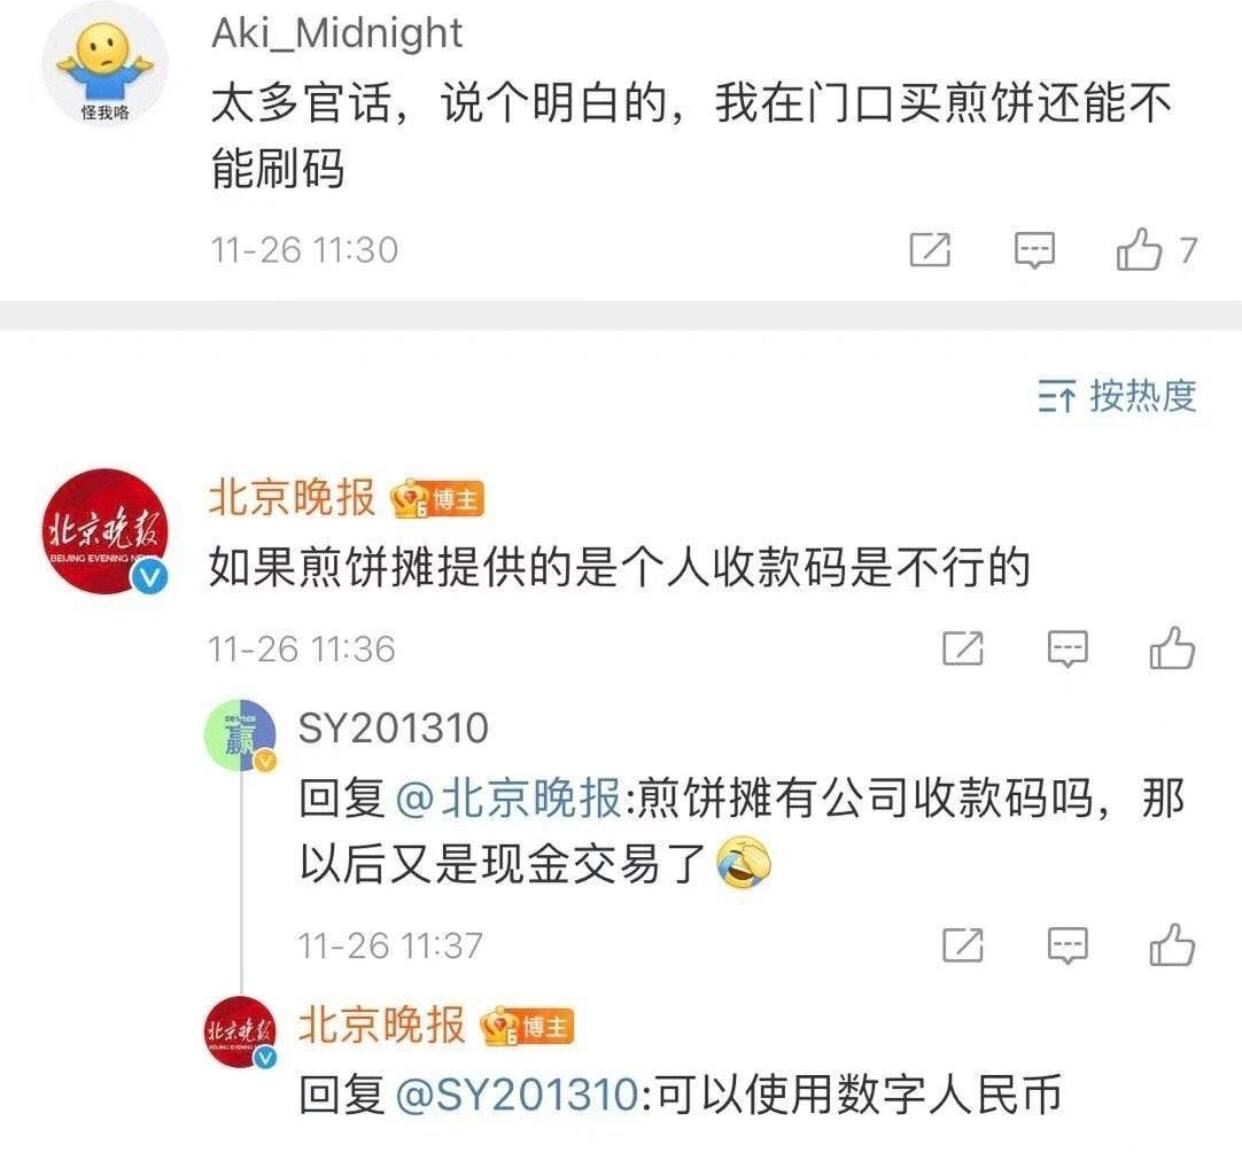 Aki_Midnight
怪我咯
太多官话，说个明白的，我在门口买煎饼还能不
能刷码
11-26 11:30
7
按热度
北京晚报 6 博主
北京晚报
BEIJING EVENING NEWS
如果煎饼摊提供的是个人收款码是不行的
11-26 11:36
SY201310
赢
回复@北京晚报:煎饼摊有公司收款码吗，那
以后又是现金交易了
11-26 11:37
北京晚报 6 博主
北京晚报
回复@SY201310:可以使用数字人民币